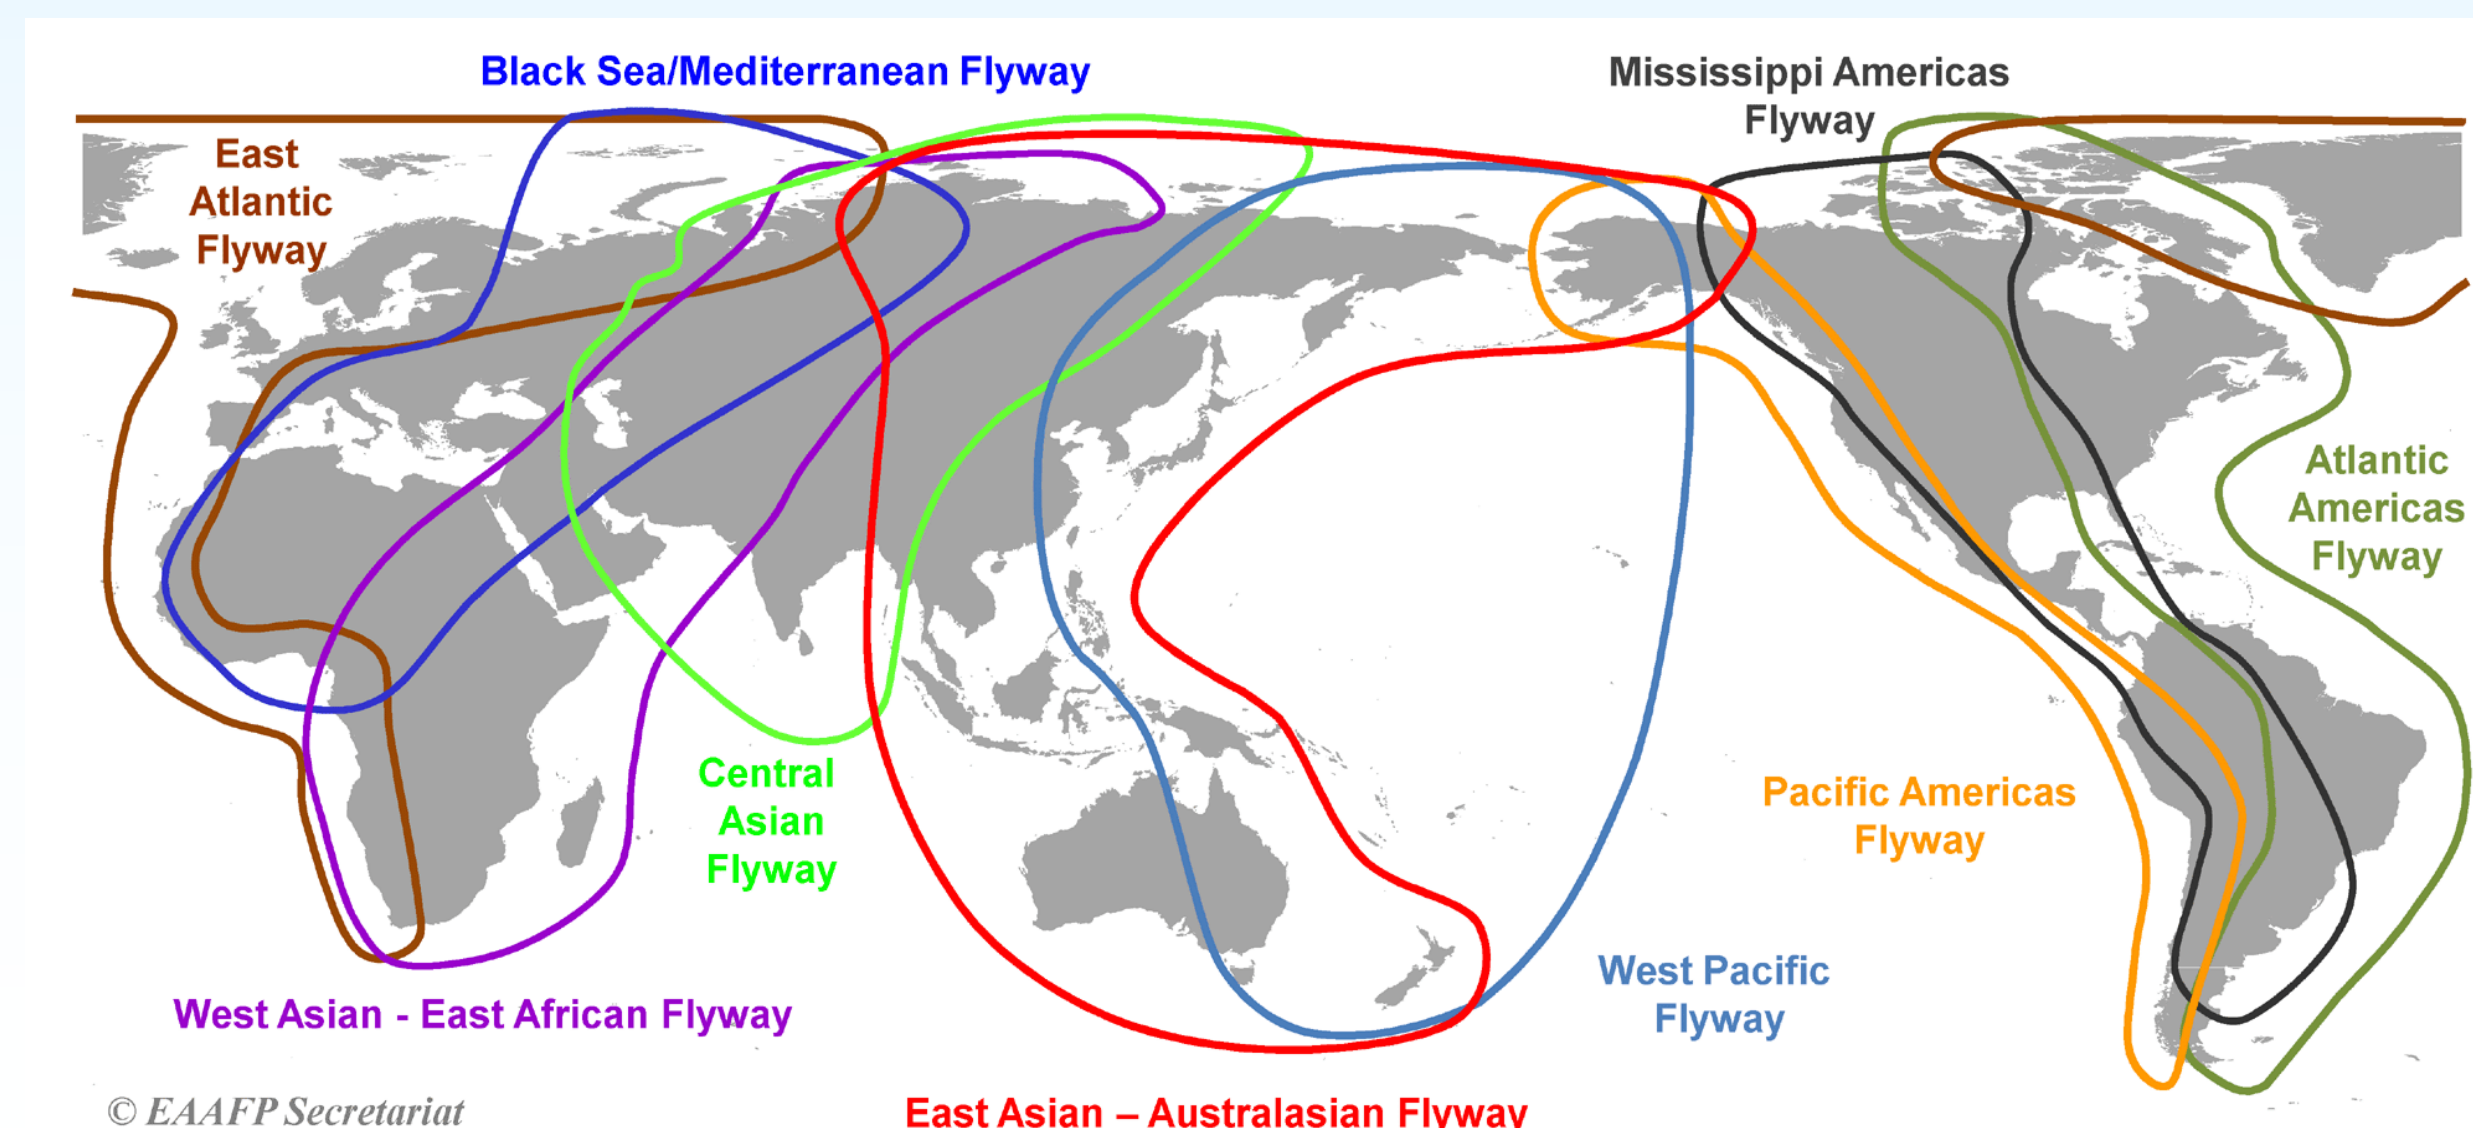 Black Sea/Mediterranean Flyway
Mississippi Americas
Flyway
East
Atlantic
Flyway
Atlantic
Americas
Flyway
Central
Asian
Flyway
Pacific Americas
Flyway
West Pacific
Flyway
West Asian - East African Flyway
© EAAFP Secretariat
East Asian – Australasian Flyway